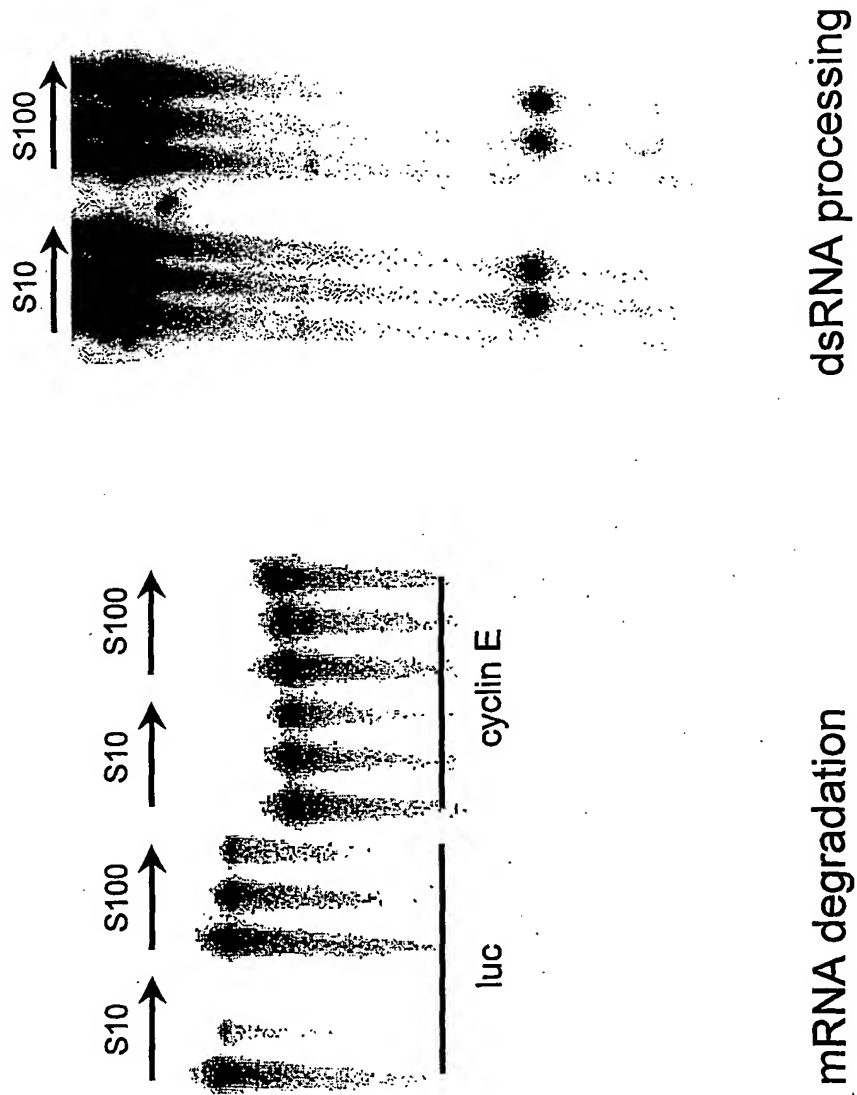 S10
S100
S10
S100
luc
cyclin E
mRNA degradation
S10
S100
dsRNA processing